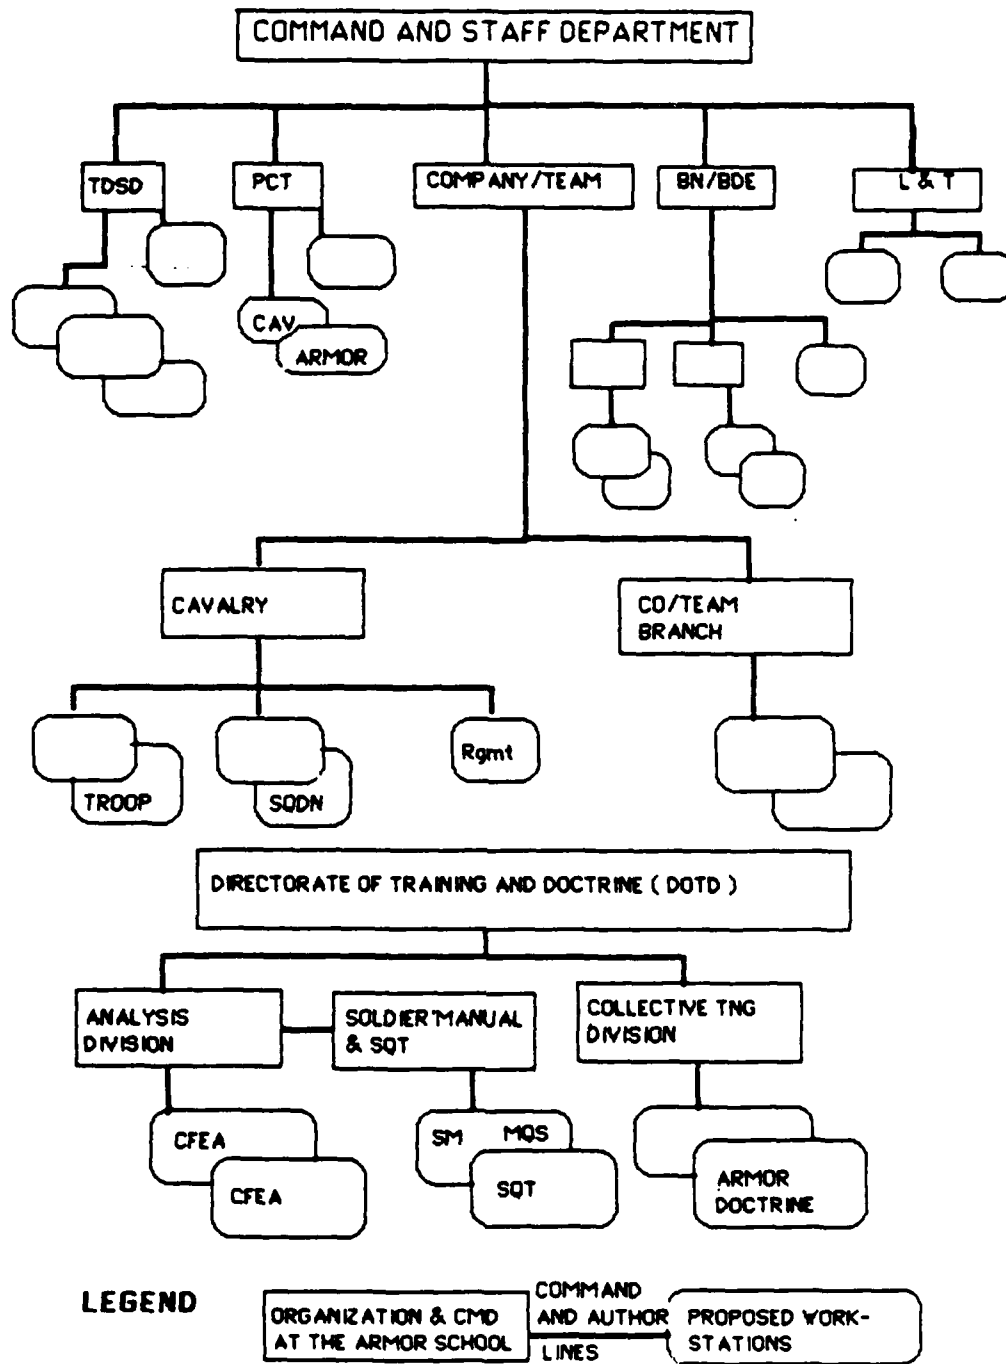 COMMAND AND STAFF DEPARTMENT
TDSD
PCT
COMPANY/TEAM
BN/BDE
L & T
CAV
ARMOR
CAVALRY
CO/TEAM
BRANCH
TROOP
SQDN
Rgmt
DIRECTORATE OF TRAINING AND DOCTRINE ( DOTD )
ANALYSIS
DIVISION
SOLDIER'MANUAL
& SQT
COLLECTIVE TNG
DIVISION
CFEA
CFEA
SM MQS
SQT
ARMOR
DOCTRINE
LEGEND
ORGANIZATION & CMD
AT THE ARMOR SCHOOL
COMMAND
AND AUTHOR
LINES
PROPOSED WORK-
STATIONS